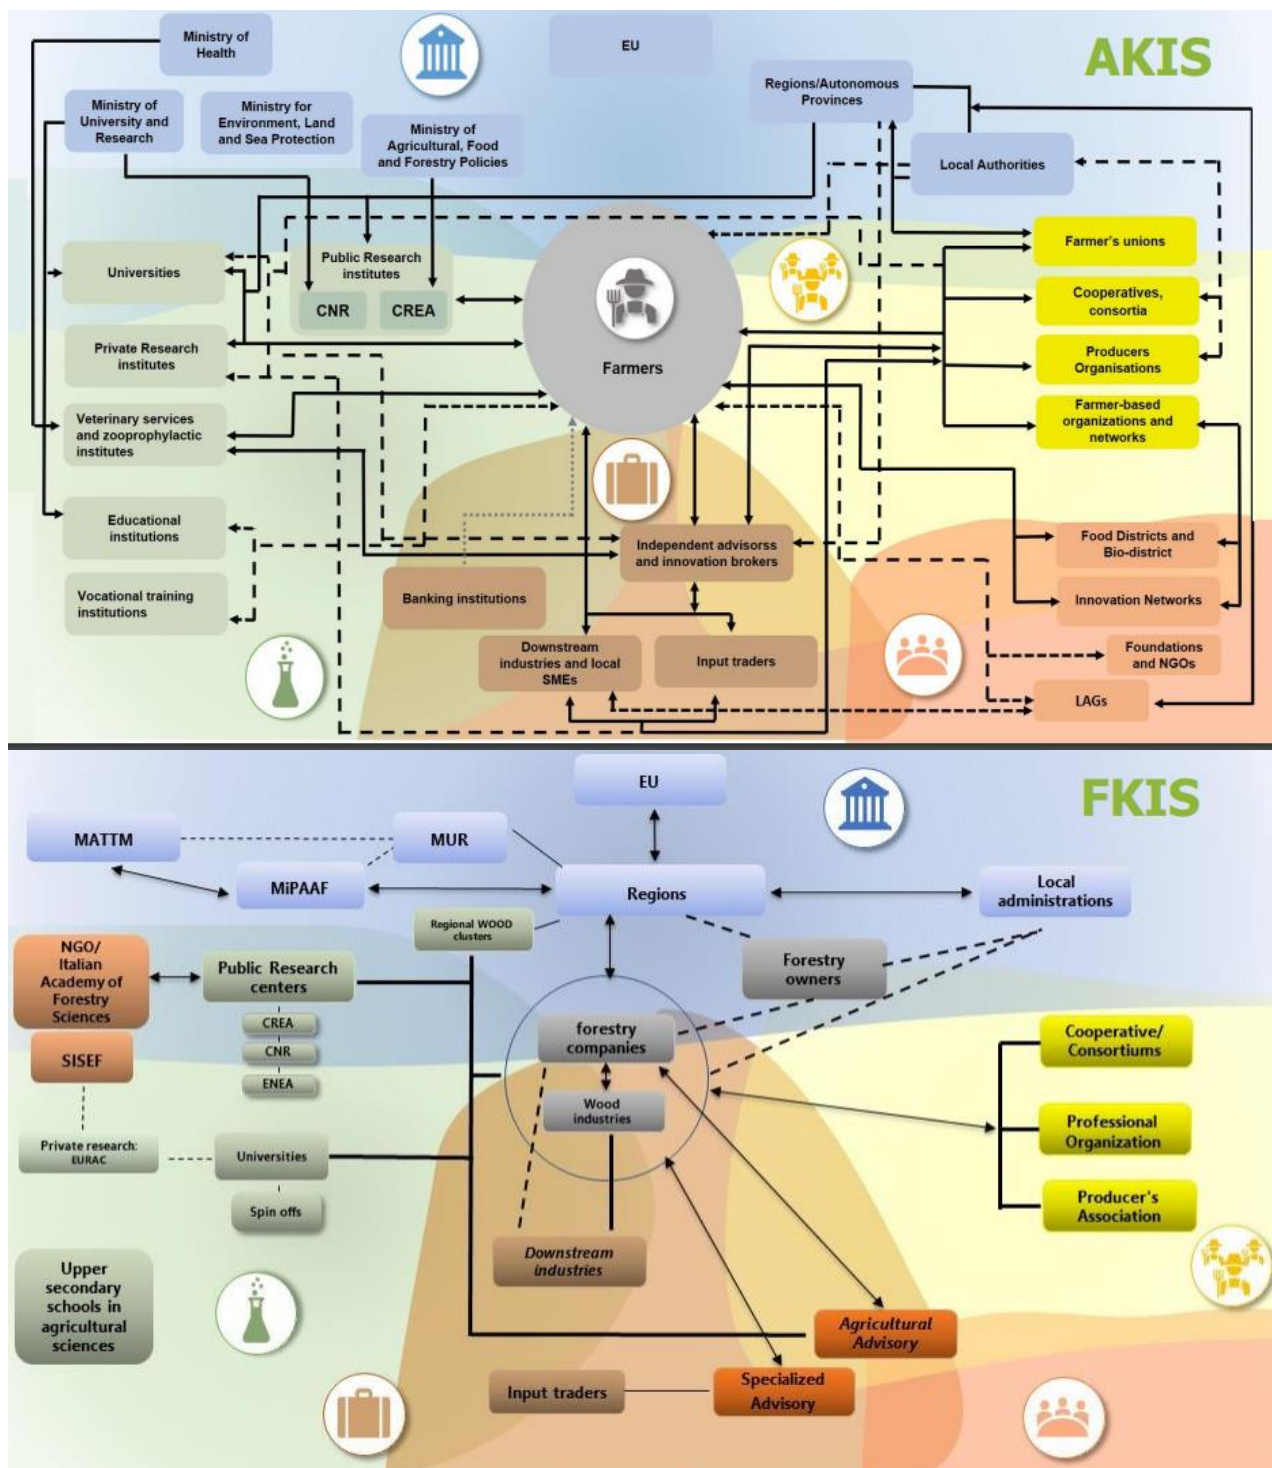 Ministry of
Health
EU
AKIS
Regions/Autonomous
Provinces
Ministry of
University and
Research
Ministry for
Environment, Land
and Sea Protection
Ministry of
Agricultural, Food
and Forestry Policies
Local Authorities
Universities
Public Research
institutes
CNR
CREA
Farmers
Farmer's unions
Cooperatives,
consortia
Private Research
institutes
Producers
Organisations
Veterinary services
and zooprophylactic
institutes
Farmer-based
organizations and
networks
Educational
institutions
Independent advisorss
and innovation brokers
Food Districts and
Bio-district
Vocational training
institutions
Banking institutions
Innovation Networks
Downstream
industries and local
SMEs
Input traders
Foundations
and NGOs
LAGs
EU
FKIS
MATTM
MUR
MiPAAF
Regions
Local
administrations
Regional WOOD
clusters
NGO/
Italian
Academy of
Forestry
Sciences
Public Research
centers
Forestry
owners
CREA
CNR
ENEA
forestry
companies
Cooperative/
Consortiums
SISEF
Wood
industries
Private research:
EURAC
Universities
Professional
Organization
Spin offs
Producer's
Association
Downstream
industries
Upper
secondary
schools in
agricultural
sciences
Agricultural
Advisory
Input traders
Specialized
Advisory